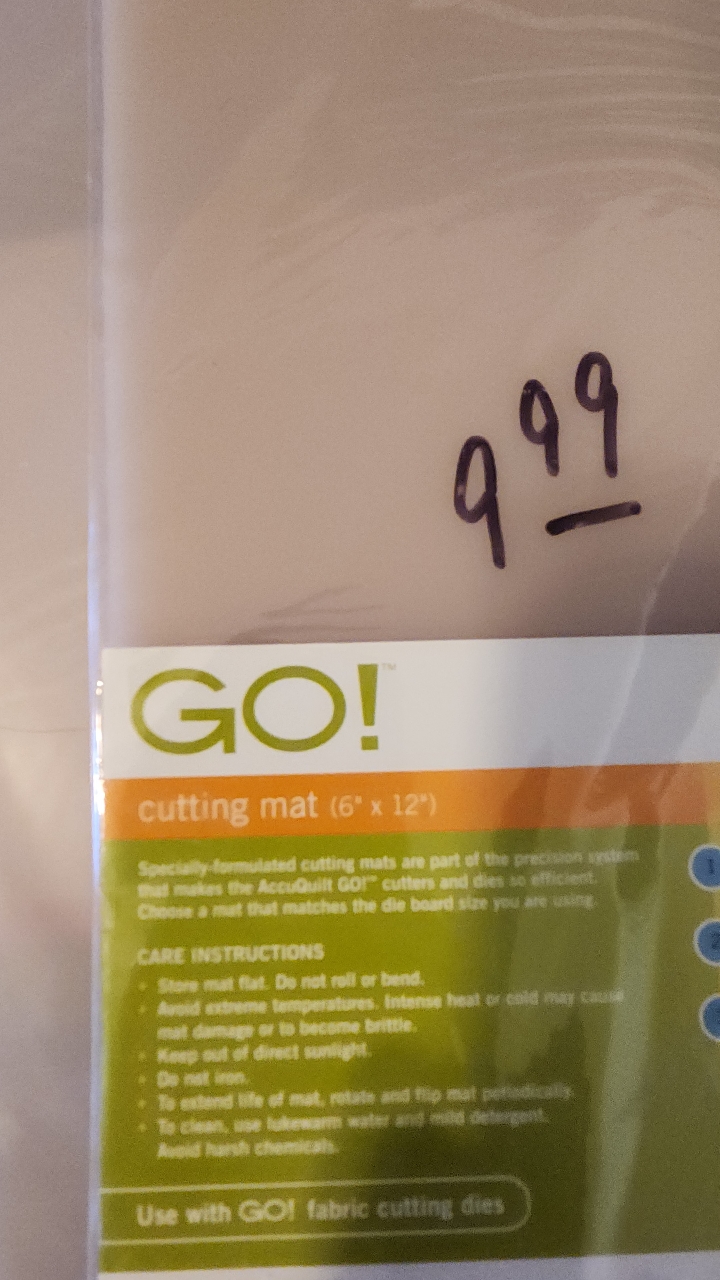 9 99
GO!™
cutting mat (6" x 12")
Specially-formulated cutting mats are part of the precision system
that makes the AccuQuilt GO!™ cutters and dies so efficient.
Choose a mat that matches the die board size you are using.
CARE INSTRUCTIONS
• Store mat flat. Do not roll or bend.
• Avoid extreme temperatures. Intense heat or cold may cause
mat damage or to become brittle.
• Keep out of direct sunlight.
• Do not iron.
• To extend life of mat, rotate and flip mat periodically.
• To clean, use lukewarm water and mild detergent.
Avoid harsh chemicals.
Use with GO! fabric cutting dies
1
2